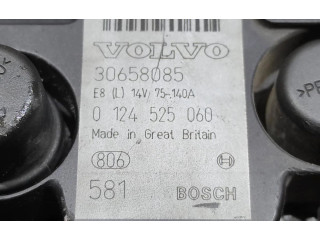 VOLVO
30658085
E8 (L) 14V 75-140A
0 124 525 060
Made in Great Britain
806
581 BOSCH